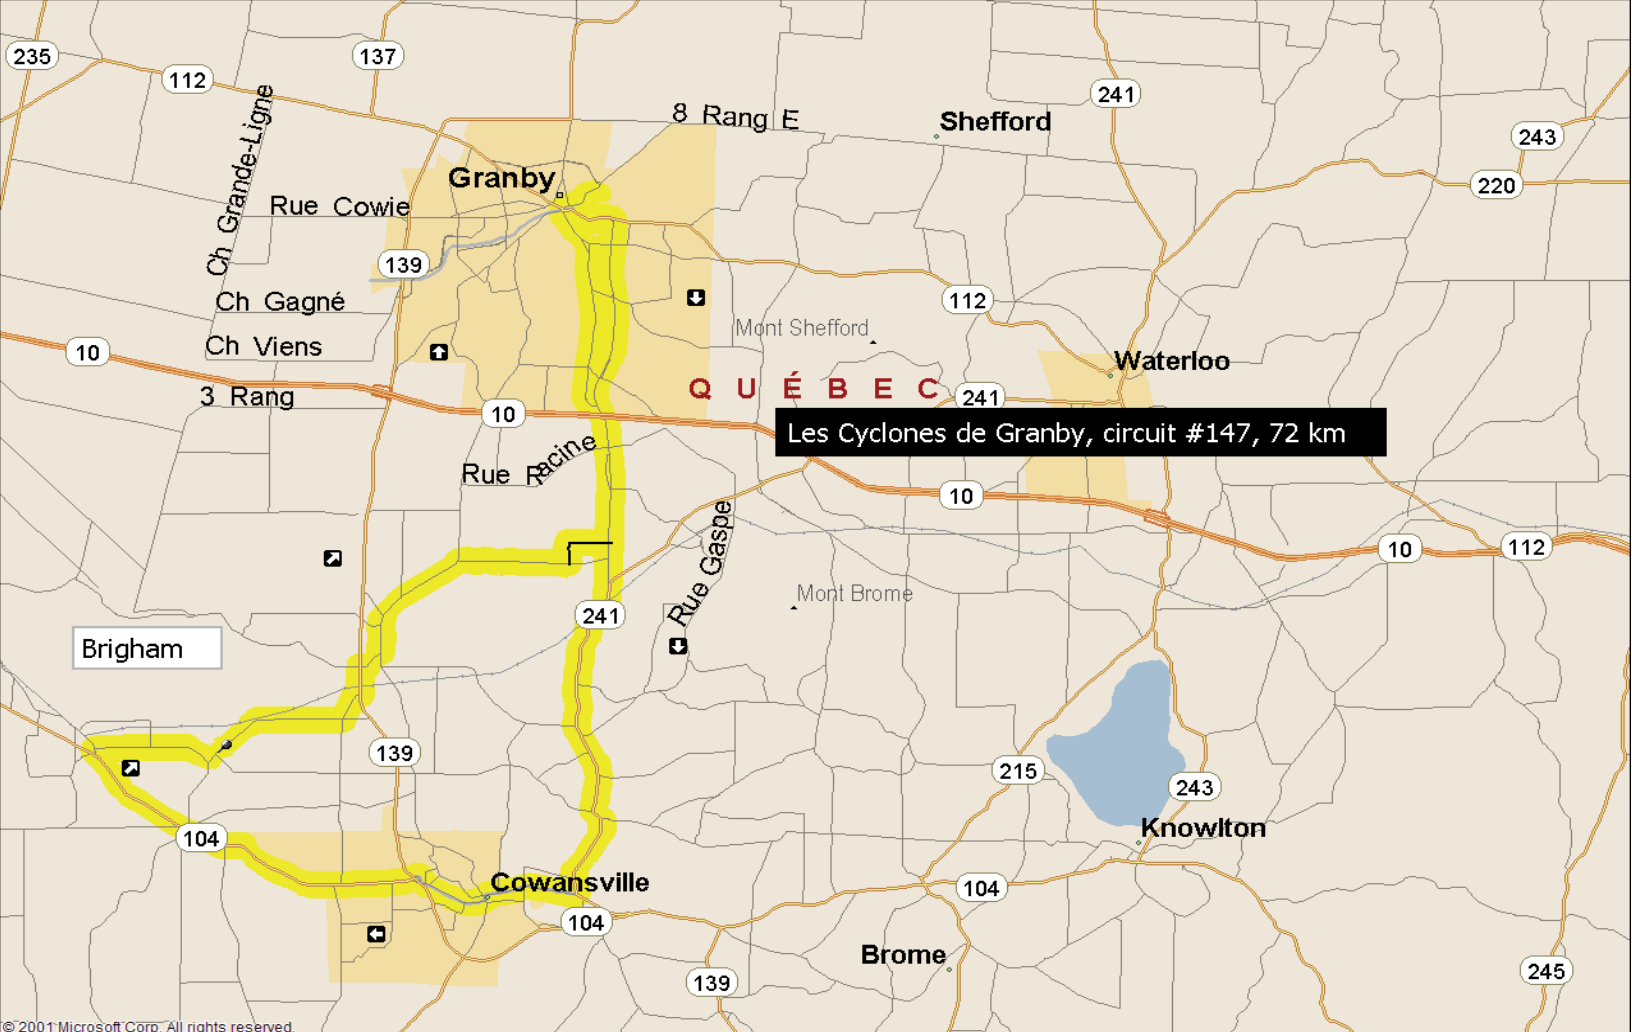 235
137
112
241
243
220
Ch Grande-Ligne
8 Rang E
Shefford
Granby
Rue Cowie
139
Ch Gagné
112
Mont Shefford
10
Ch Viens
Waterloo
3 Rang
QUÉBEC
241
10
Les Cyclones de Granby, circuit #147, 72 km
Rue Racine
10
Rue Gaspe
10
112
241
Mont Brome
Brigham
139
215
243
104
Knowlton
Cowansville
104
104
Brome
139
245
© 2001 Microsoft Corp. All rights reserved.